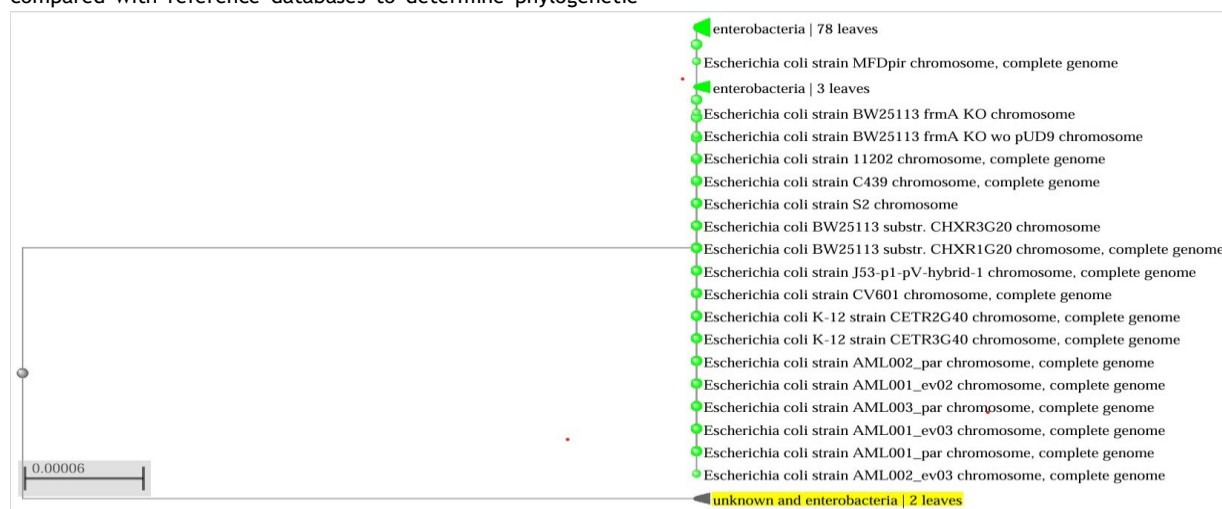 compared with reference databases to determine phylogenetic
enterobacteria | 78 leaves
Escherichia coli strain MFDpir chromosome, complete genome
enterobacteria | 3 leaves
Escherichia coli strain BW25113 frmA KO chromosome
Escherichia coli strain BW25113 frmA KO wo pUD9 chromosome
Escherichia coli strain 11202 chromosome, complete genome
Escherichia coli strain C439 chromosome, complete genome
Escherichia coli strain S2 chromosome
Escherichia coli BW25113 substr. CHXR3G20 chromosome
Escherichia coli BW25113 substr. CHXR1G20 chromosome, complete genome
Escherichia coli strain J53-p1-pV-hybrid-1 chromosome, complete genome
Escherichia coli strain CV601 chromosome, complete genome
Escherichia coli K-12 strain CETR2G40 chromosome, complete genome
Escherichia coli K-12 strain CETR3G40 chromosome, complete genome
Escherichia coli strain AML002_par chromosome, complete genome
Escherichia coli strain AML001_ev02 chromosome, complete genome
Escherichia coli strain AML003_par chromosome, complete genome
Escherichia coli strain AML001_ev03 chromosome, complete genome
Escherichia coli strain AML001_par chromosome, complete genome
Escherichia coli strain AML002_ev03 chromosome, complete genome
0.00006
unknown and enterobacteria | 2 leaves